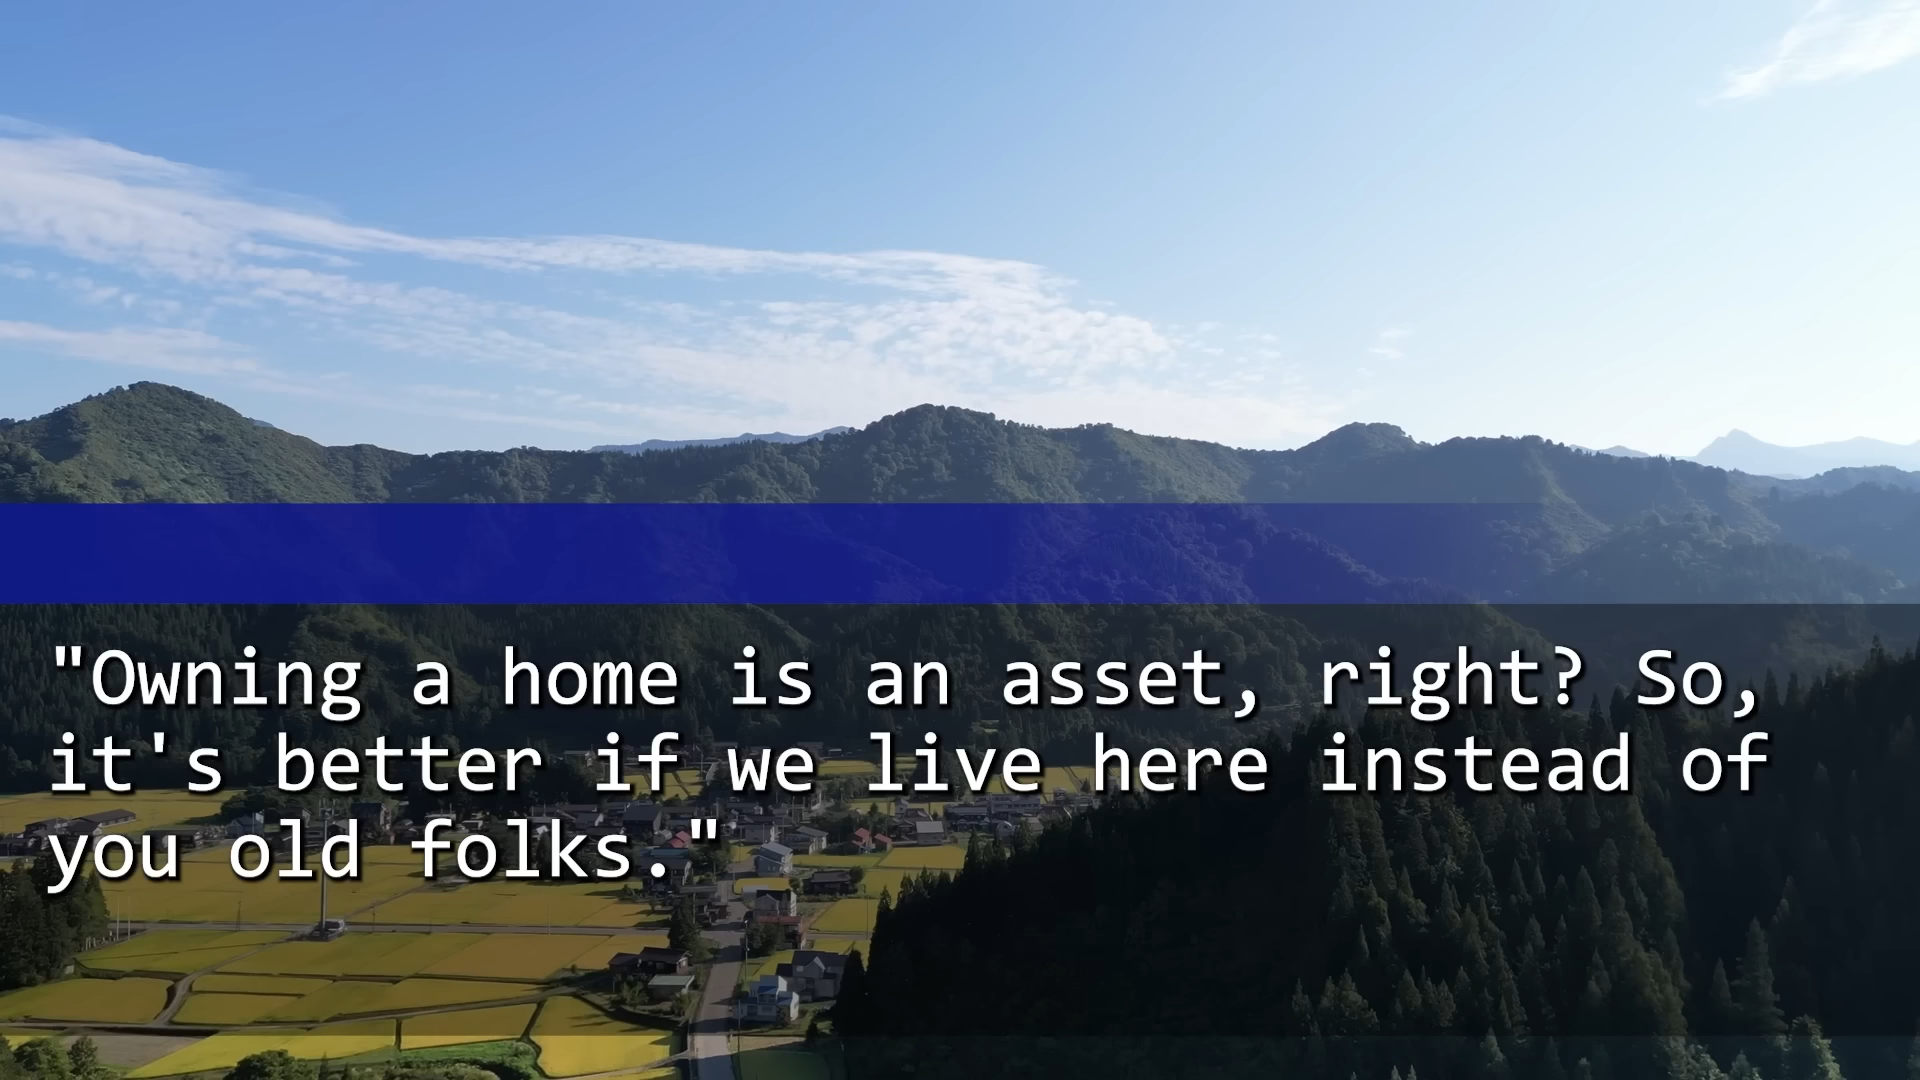 "Owning a home is an asset, right? So,
it's better if we live here instead of
you old folks."